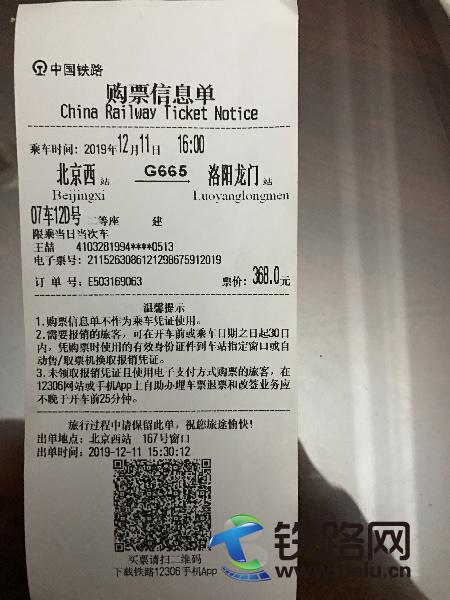 中国铁路
购票信息单
China Railway Ticket Notice
乘车时间: 2019年12月11日 16:00
北京西 站 G665 洛阳龙门 站
Beijingxi Luoyanglongmen
07车12D号 二等座 建
限乘当日当次车
王喆 4103281994****0513
电子票号: 2115263086121298675912019
订 单 号: E503169063 票价: 368.0元
温馨提示
1.购票信息单不作为乘车凭证使用。
2.需要报销的旅客，可在开车前或乘车日期之日起30日
内，凭购票时使用的有效身份证件到车站指定窗口或自
动售/取票机换取报销凭证。
3.未领取报销凭证且使用电子支付方式购票的旅客，在
12306网站或手机App上自助办理车票退票和改签业务应
不晚于开车前25分钟。
旅行过程中请保留此单，祝您旅途愉快！
出单地点: 北京西站 167号窗口
出单时间: 2019-12-11 15:30:12
买票请扫二维码
下载铁路12306手机App
铁路网
www.tielu.cn